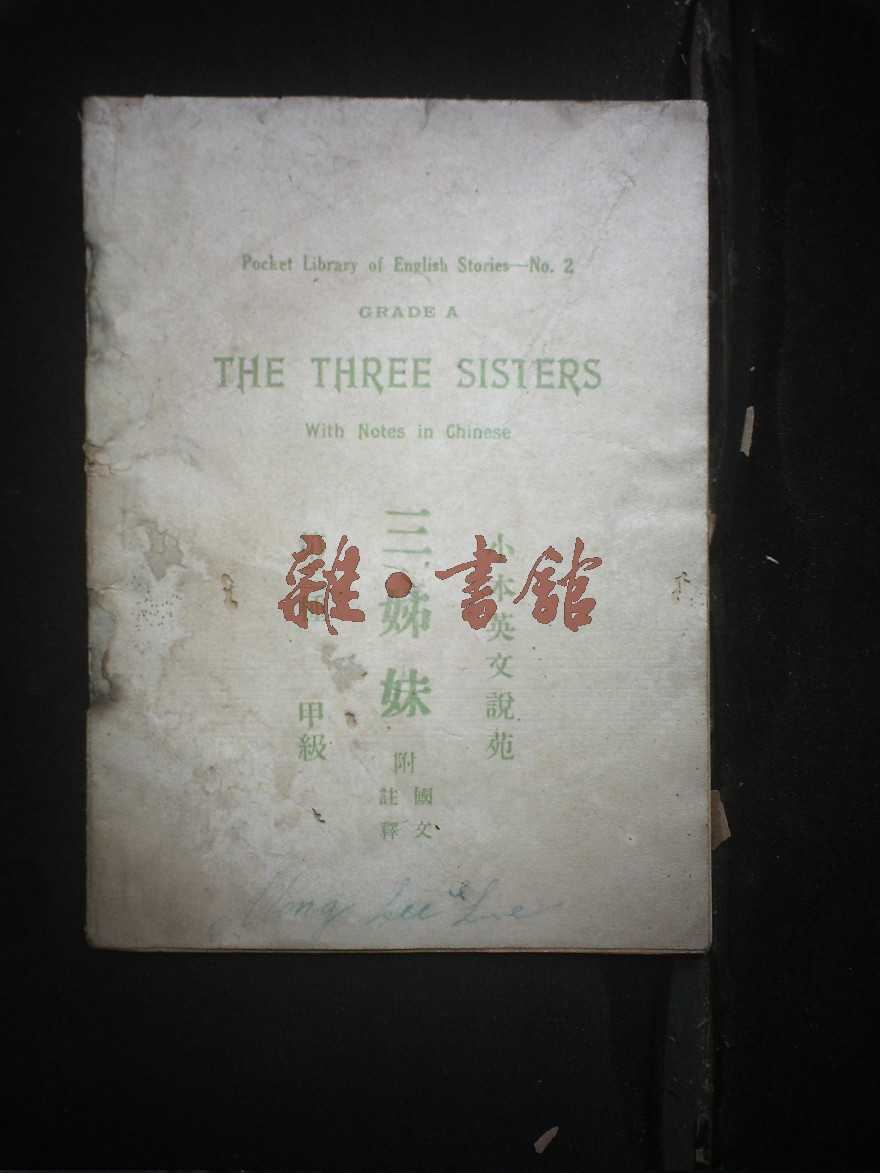 Pocket Library of English Stories—No. 2
GRADE A
THE THREE SISTERS
With Notes in Chinese
小本英文說苑
三姊妹
附國文註釋
甲級
雜·書館